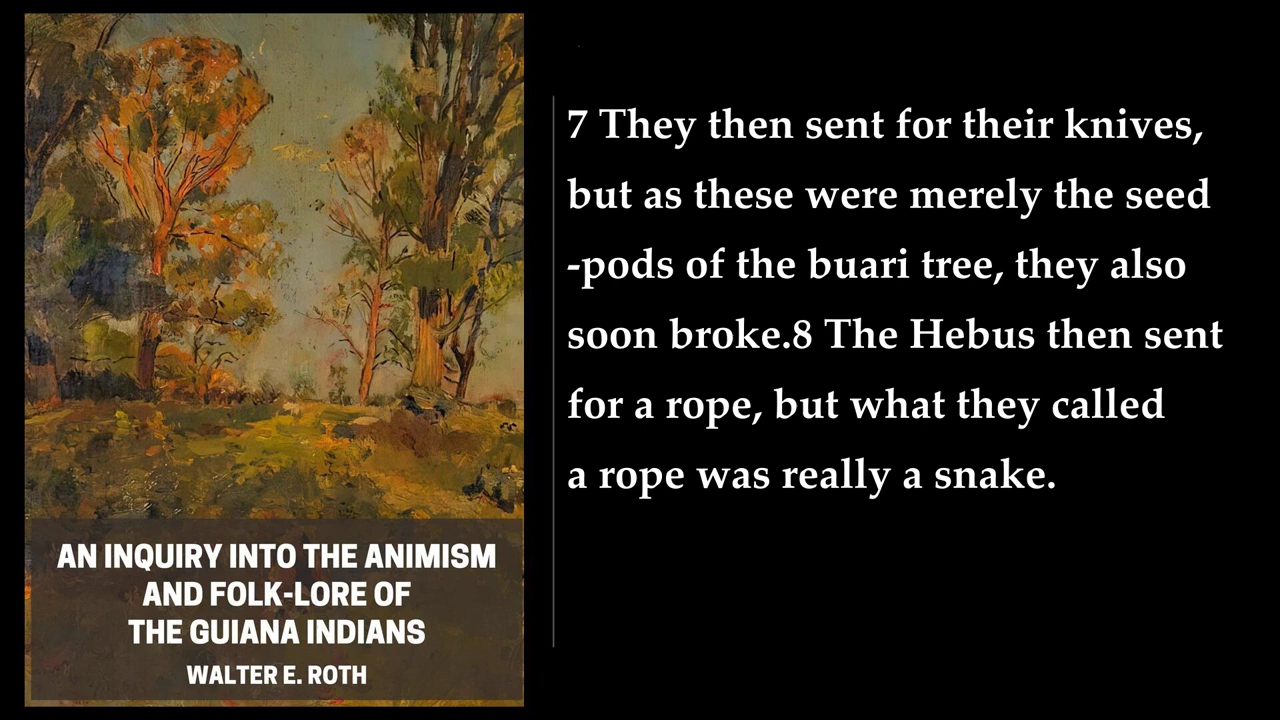 7 They then sent for their knives,
but as these were merely the seed
-pods of the buari tree, they also
soon broke.8 The Hebus then sent
for a rope, but what they called
a rope was really a snake.
AN INQUIRY INTO THE ANIMISM
AND FOLK-LORE OF
THE GUIANA INDIANS
WALTER E. ROTH